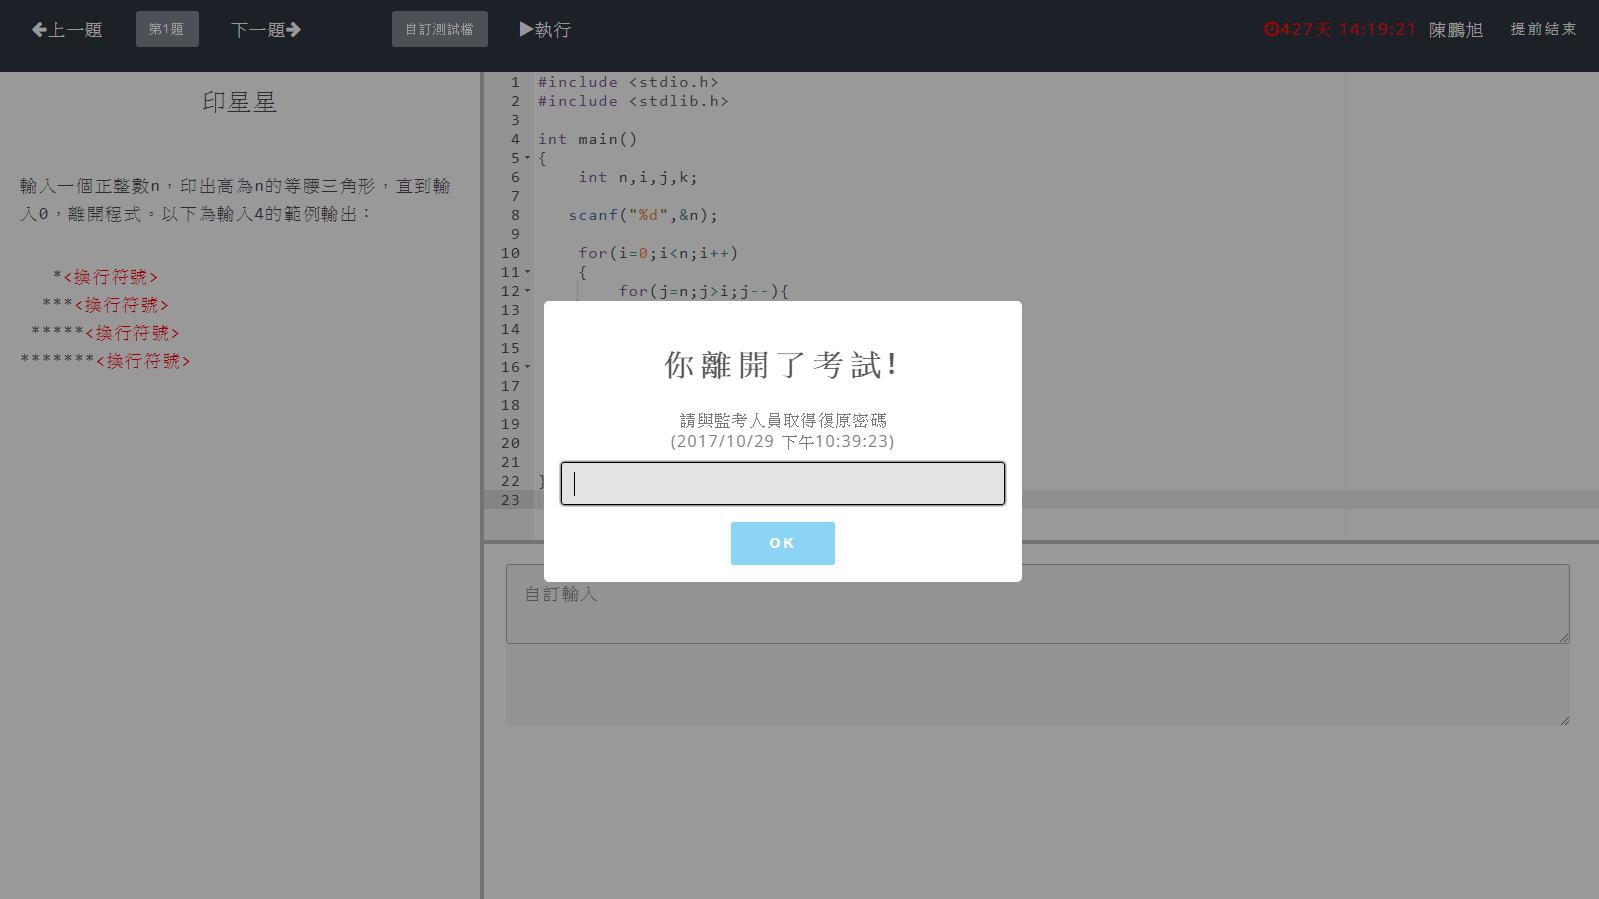 上一題 第1題 下一題 自訂測試檔 執行 427天 14:19:21 陳鵬旭 提前結束
印星星
輸入一個正整數n，印出高為n的等腰三角形，直到輸
入0，離開程式。以下為輸入4的範例輸出：
*<換行符號>
***<換行符號>
*****<換行符號>
*******<換行符號>
1 #include <stdio.h>
2 #include <stdlib.h>
3
4 int main()
5 {
6 int n,i,j,k;
7
8 scanf("%d",&n);
9
10 for(i=0;i<n;i++)
11 {
12 for(j=n;j>i;j--){
13
14
15
16
17
18
19
20
21
22 }
23
你離開了考試!
請與監考人員取得復原密碼
(2017/10/29 下午10:39:23)
OK
自訂輸入